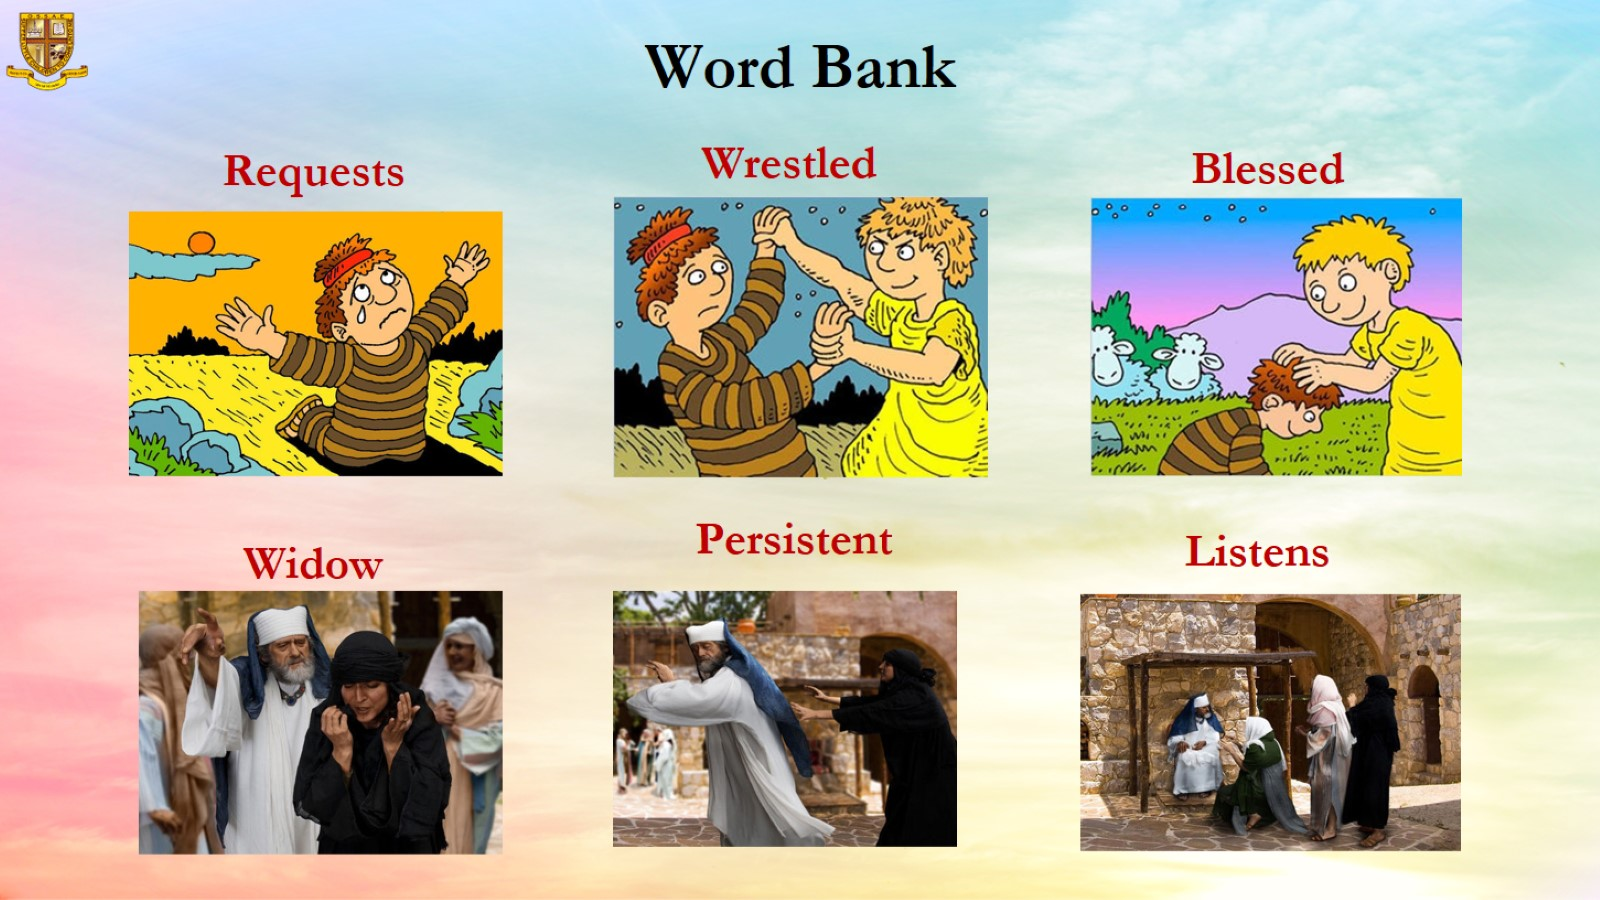 Word Bank
Requests
Wrestled
Blessed
Widow
Persistent
Listens